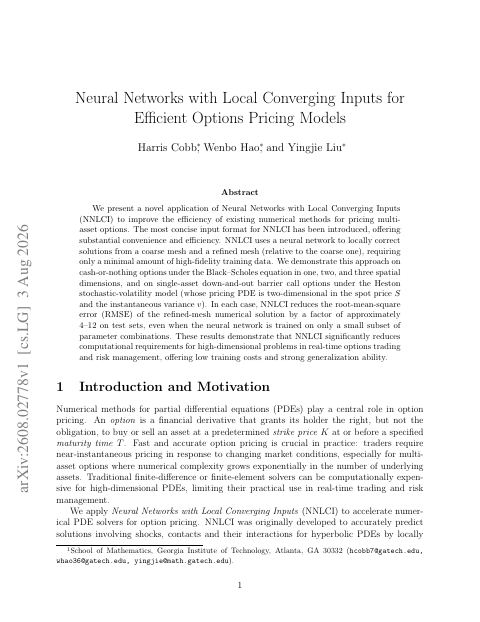 Neural Networks with Local Converging Inputs for
Efficient Options Pricing Models
Harris Cobb*, Wenbo Hao*, and Yingjie Liu*
Abstract
We present a novel application of Neural Networks with Local Converging Inputs
(NNLCI) to improve the efficiency of existing numerical methods for pricing multi-
asset options. The most concise input format for NNLCI has been introduced, offering
substantial convenience and efficiency. NNLCI uses a neural network to locally correct
solutions from a coarse mesh and a refined mesh (relative to the coarse one), requiring
only a minimal amount of high-fidelity training data. We demonstrate this approach on
cash-or-nothing options under the Black–Scholes equation in one, two, and three spatial
dimensions, and on single-asset down-and-out barrier call options under the Heston
stochastic-volatility model (whose pricing PDE is two-dimensional in the spot price S
and the instantaneous variance v). In each case, NNLCI reduces the root-mean-square
error (RMSE) of the refined-mesh numerical solution by a factor of approximately
4–12 on test sets, even when the neural network is trained on only a small subset of
parameter combinations. These results demonstrate that NNLCI significantly reduces
computational requirements for high-dimensional problems in real-time options trading
and risk management, offering low training costs and strong generalization ability.
1 Introduction and Motivation
Numerical methods for partial differential equations (PDEs) play a central role in option
pricing. An option is a financial derivative that grants its holder the right, but not the
obligation, to buy or sell an asset at a predetermined strike price K at or before a specified
maturity time T. Fast and accurate option pricing is crucial in practice: traders require
near-instantaneous pricing in response to changing market conditions, especially for multi-
asset options where numerical complexity grows exponentially in the number of underlying
assets. Traditional finite-difference or finite-element solvers can be computationally expen-
sive for high-dimensional PDEs, limiting their practical use in real-time trading and risk
management.
We apply Neural Networks with Local Converging Inputs (NNLCI) to accelerate numer-
ical PDE solvers for option pricing. NNLCI was originally developed to accurately predict
solutions involving shocks, contacts and their interactions for hyperbolic PDEs by locally
1School of Mathematics, Georgia Institute of Technology, Atlanta, GA 30332 (hcobb7@gatech.edu,
whao36@gatech.edu, yingjie@math.gatech.edu).
1
arXiv:2608.02778v1 [cs.LG] 3 Aug 2026